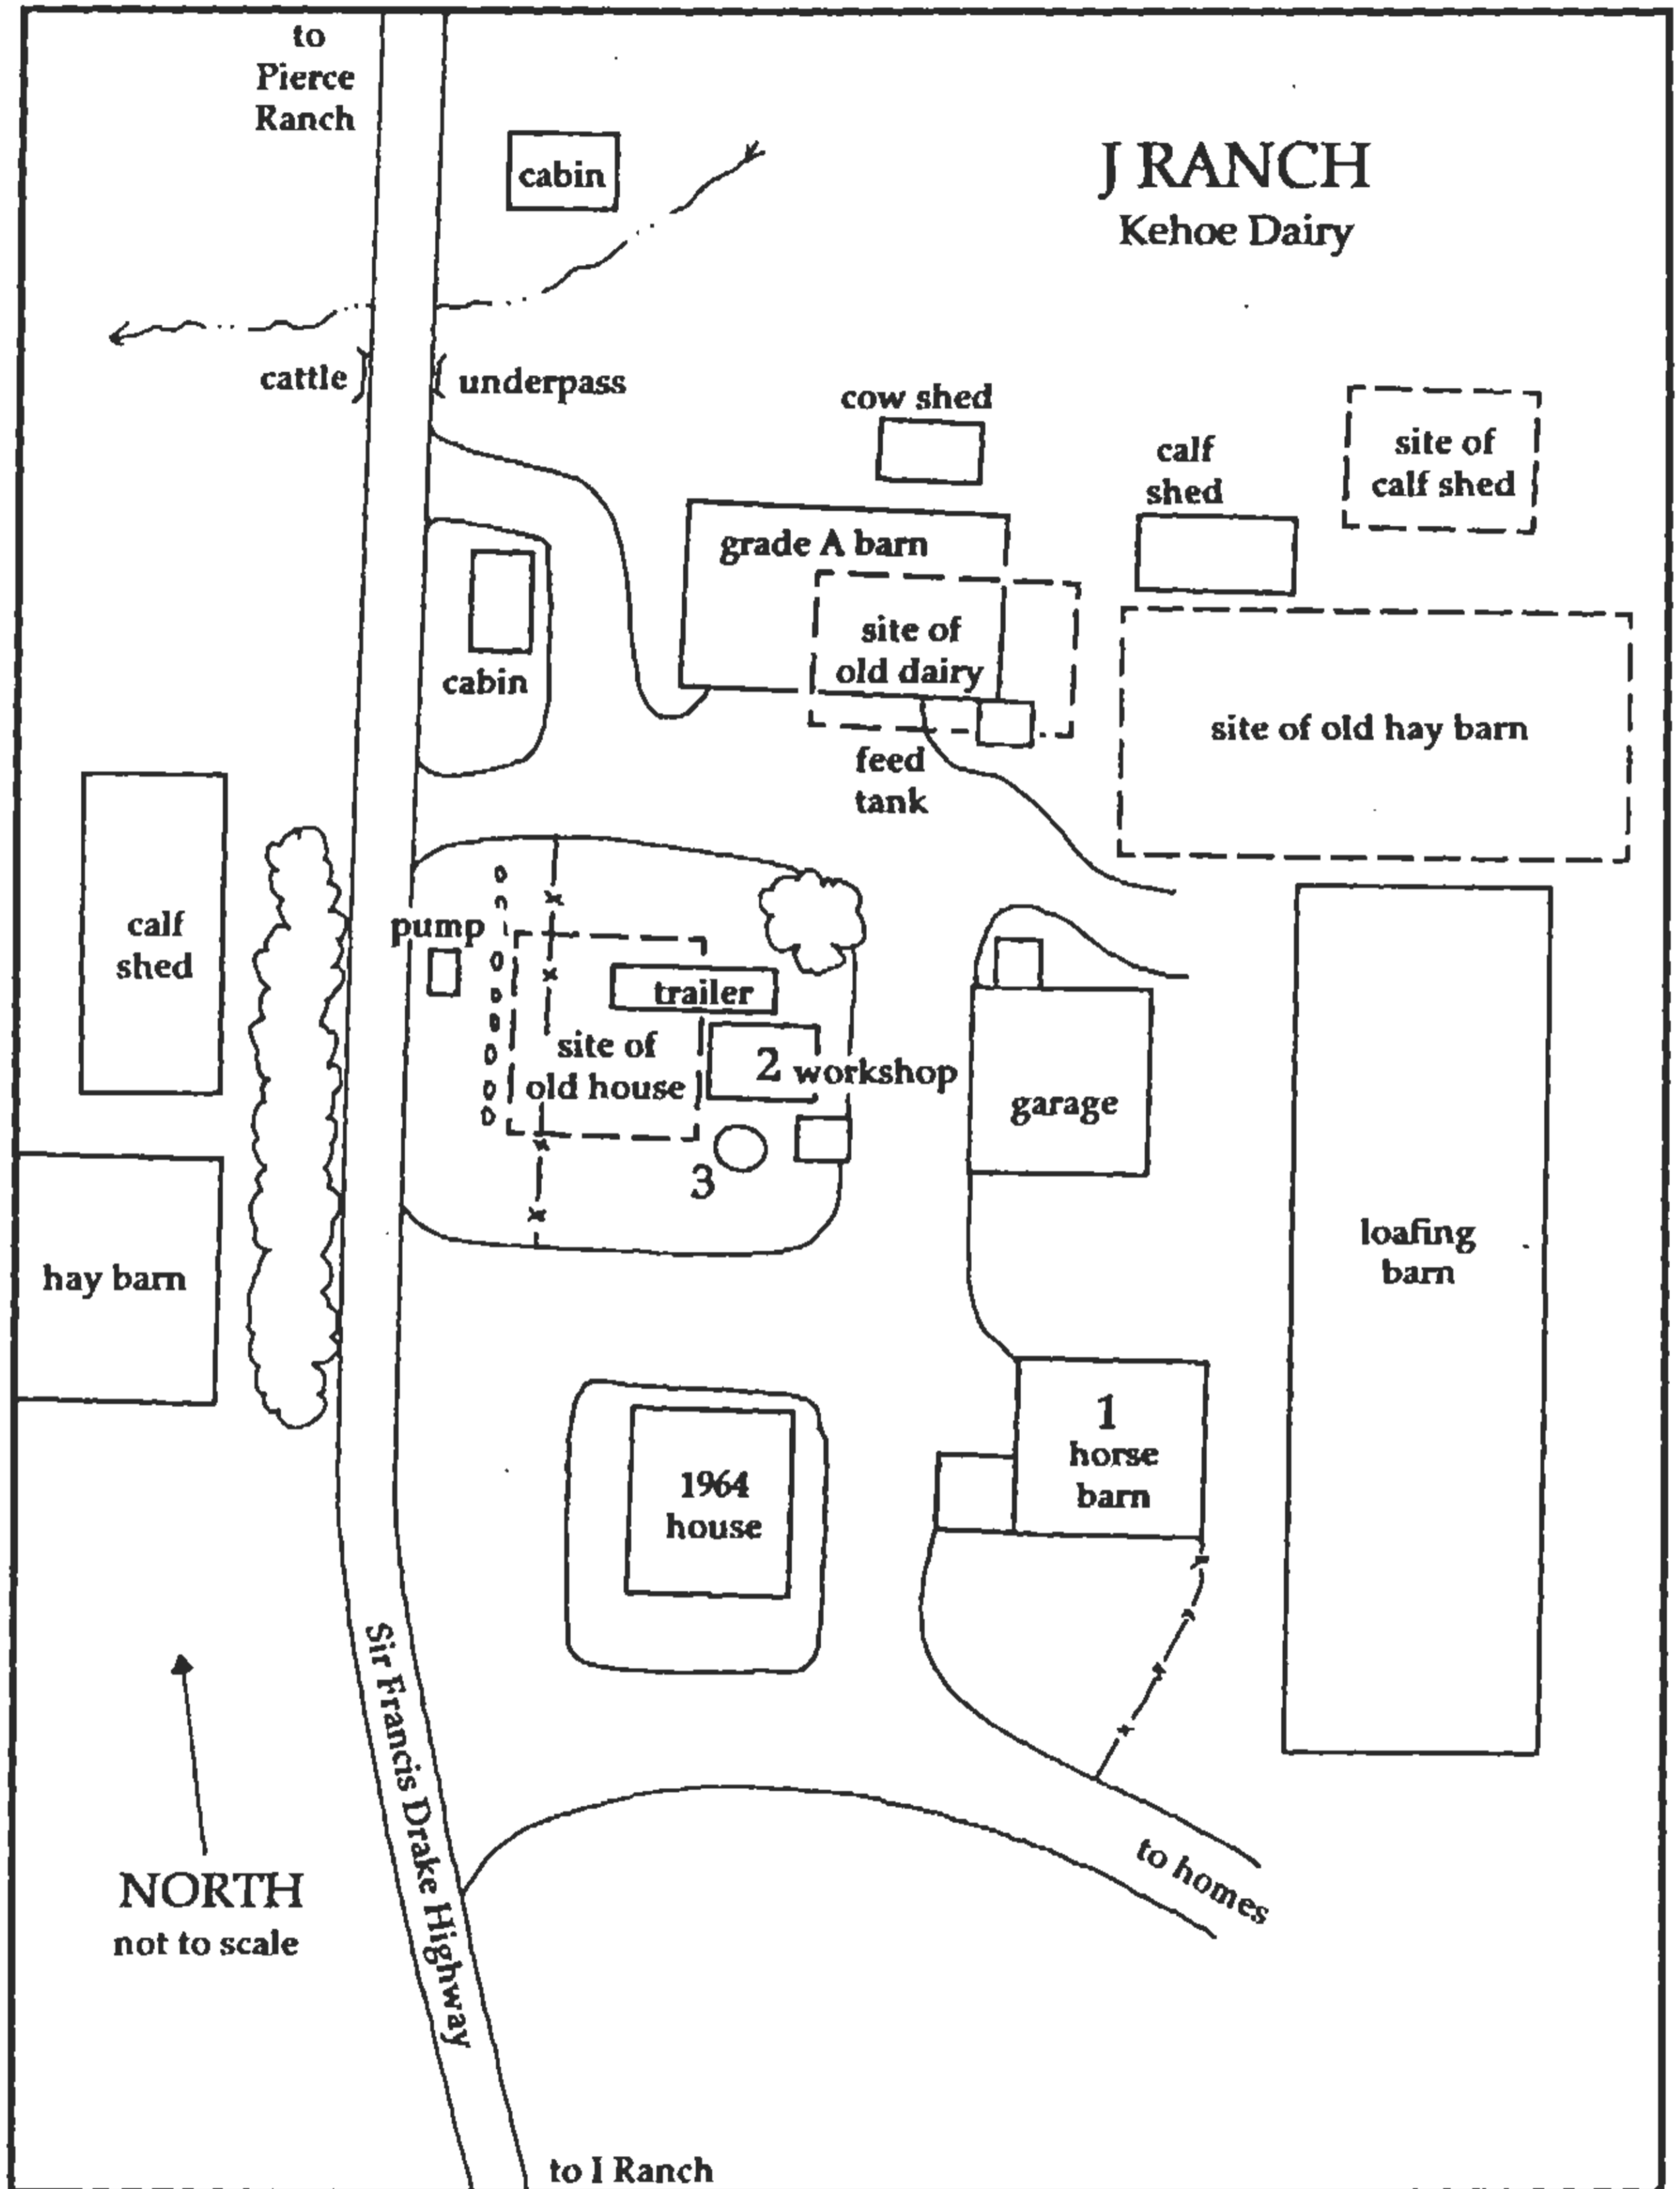 to
Pierce
Ranch
cabin
J RANCH
Kehoe Dairy
cattle
underpass
cow shed
calf
shed
site of
calf shed
grade A barn
site of
old dairy
cabin
feed
tank
site of old hay barn
calf
shed
pump
trailer
site of
old house
2 workshop
garage
3
hay barn
loafing
barn
1
horse
barn
1964
house
Sir Francis Drake Highway
to homes
NORTH
not to scale
to I Ranch